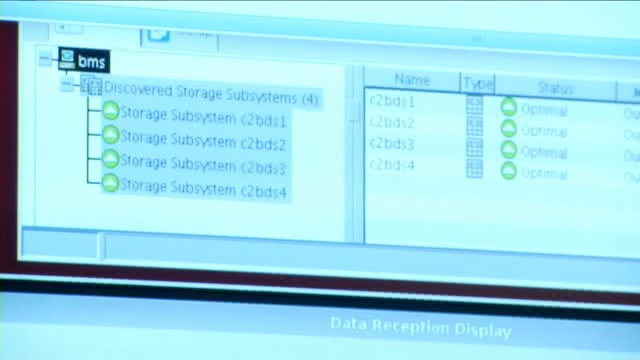 bms
Discovered Storage Subsystems (4)
Storage Subsystem c2bds1
Storage Subsystem c2bds2
Storage Subsystem c2bds3
Storage Subsystem c2bds4
Name Type Status
c2bds1 Optimal
c2bds2 Optimal
c2bds3 Optimal
c2bds4 Optimal
Data Reception Display